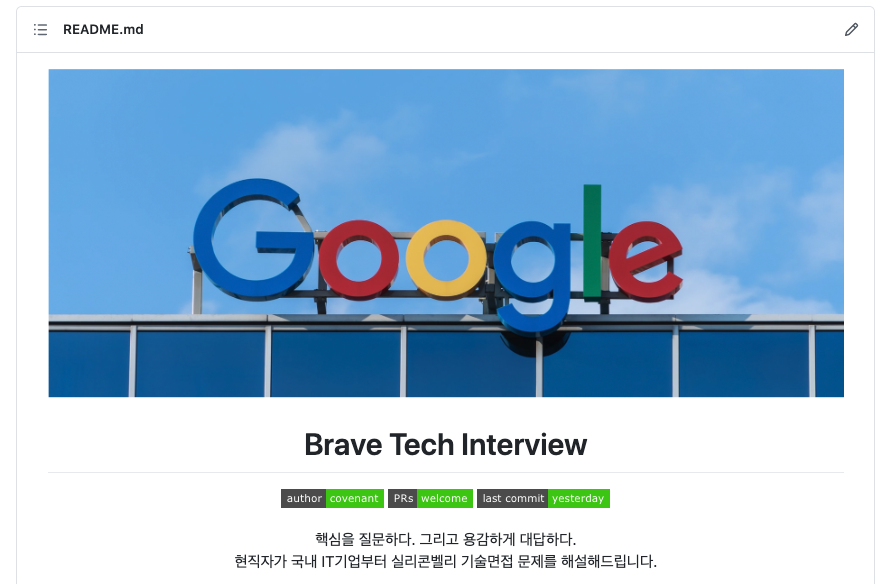 README.md
Google
Brave Tech Interview
author covenant PRs welcome last commit yesterday
핵심을 질문하다. 그리고 용감하게 대답하다.
현직자가 국내 IT기업부터 실리콘벨리 기술면접 문제를 해설해드립니다.